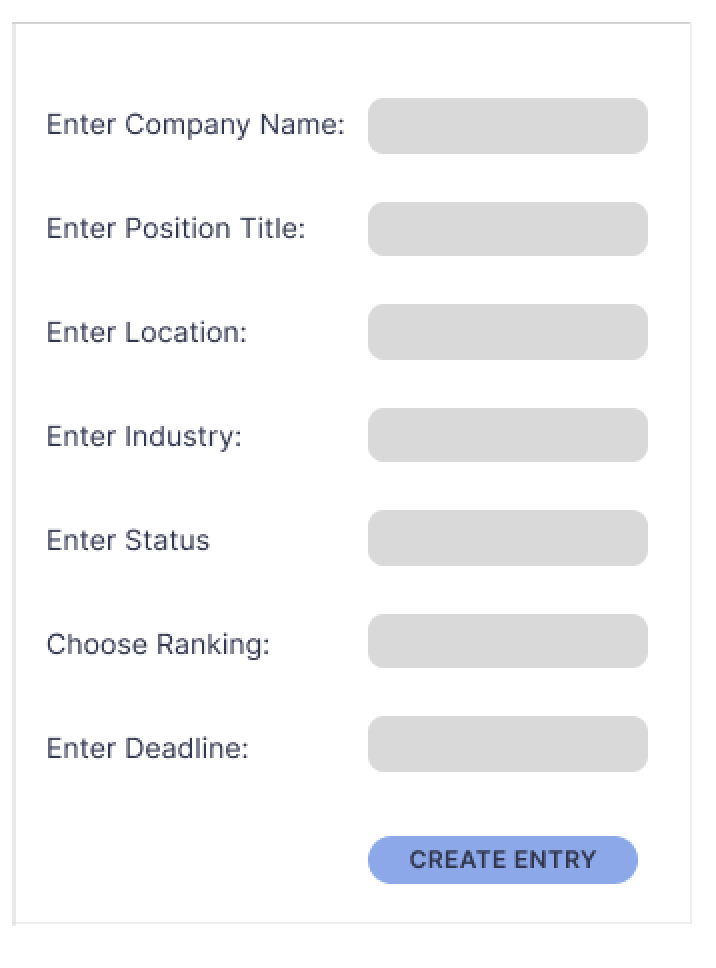 Enter Company Name:
Enter Position Title:
Enter Location:
Enter Industry:
Enter Status
Choose Ranking:
Enter Deadline:
CREATE ENTRY